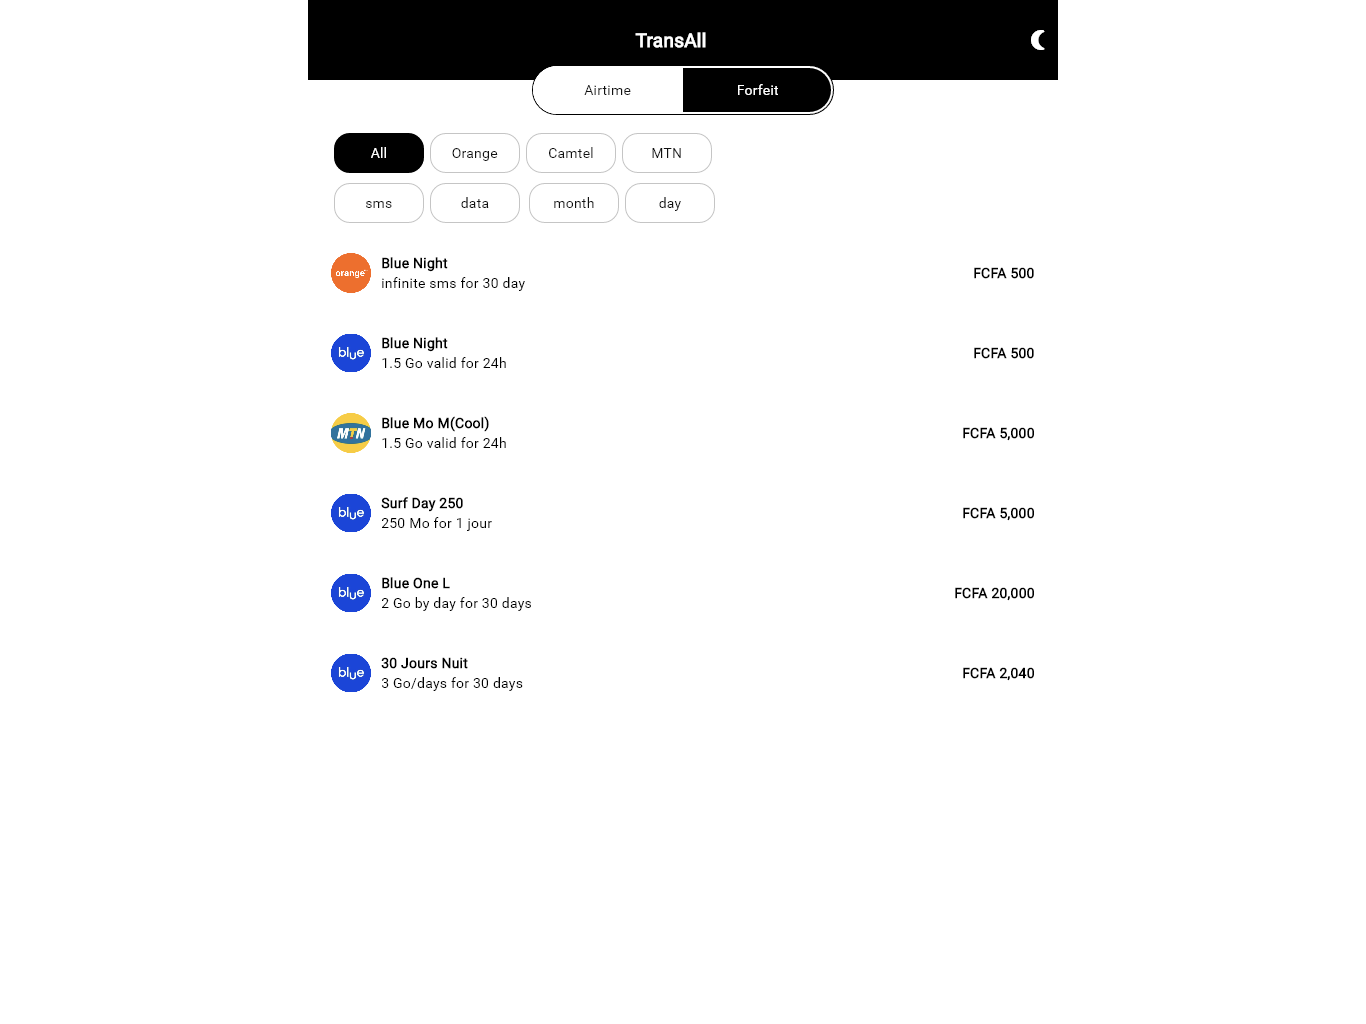 TransAll
Airtime
Forfeit
All
Orange
Camtel
MTN
sms
data
month
day
orange
Blue Night
infinite sms for 30 day
FCFA 500
blue
Blue Night
1.5 Go valid for 24h
FCFA 500
MTN
Blue Mo M(Cool)
1.5 Go valid for 24h
FCFA 5,000
blue
Surf Day 250
250 Mo for 1 jour
FCFA 5,000
blue
Blue One L
2 Go by day for 30 days
FCFA 20,000
blue
30 Jours Nuit
3 Go/days for 30 days
FCFA 2,040